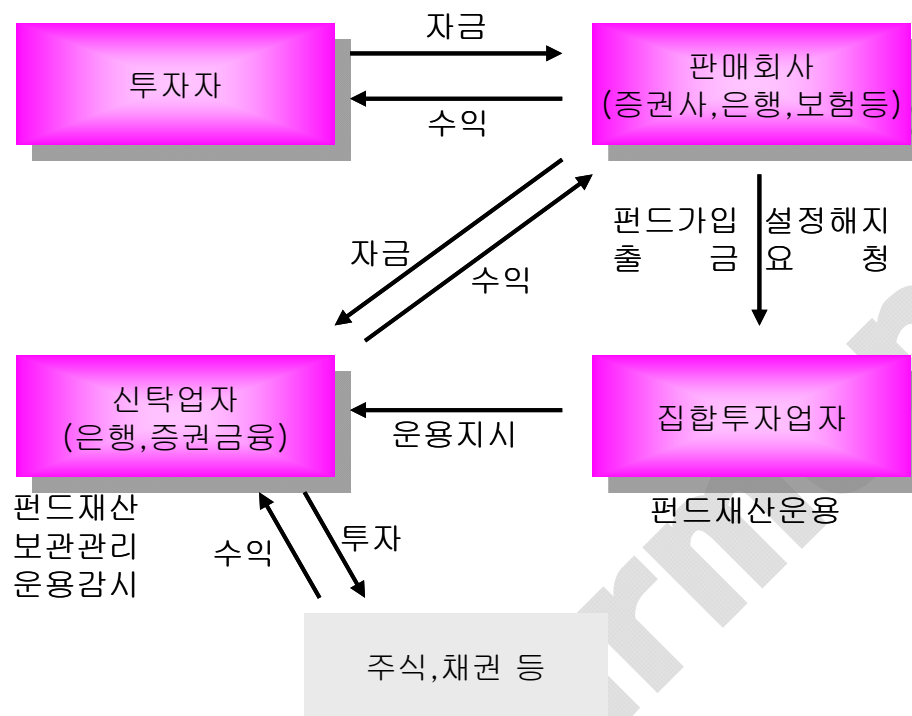 자금
투자자
판매회사
(증권사,은행,보험등)
수익
펀드가입 설정해지
출 금 요 청
자금
수익
신탁업자
(은행,증권금융)
집합투자업자
운용지시
펀드재산
보관관리
운용감시
펀드재산운용
수익
투자
주식,채권 등